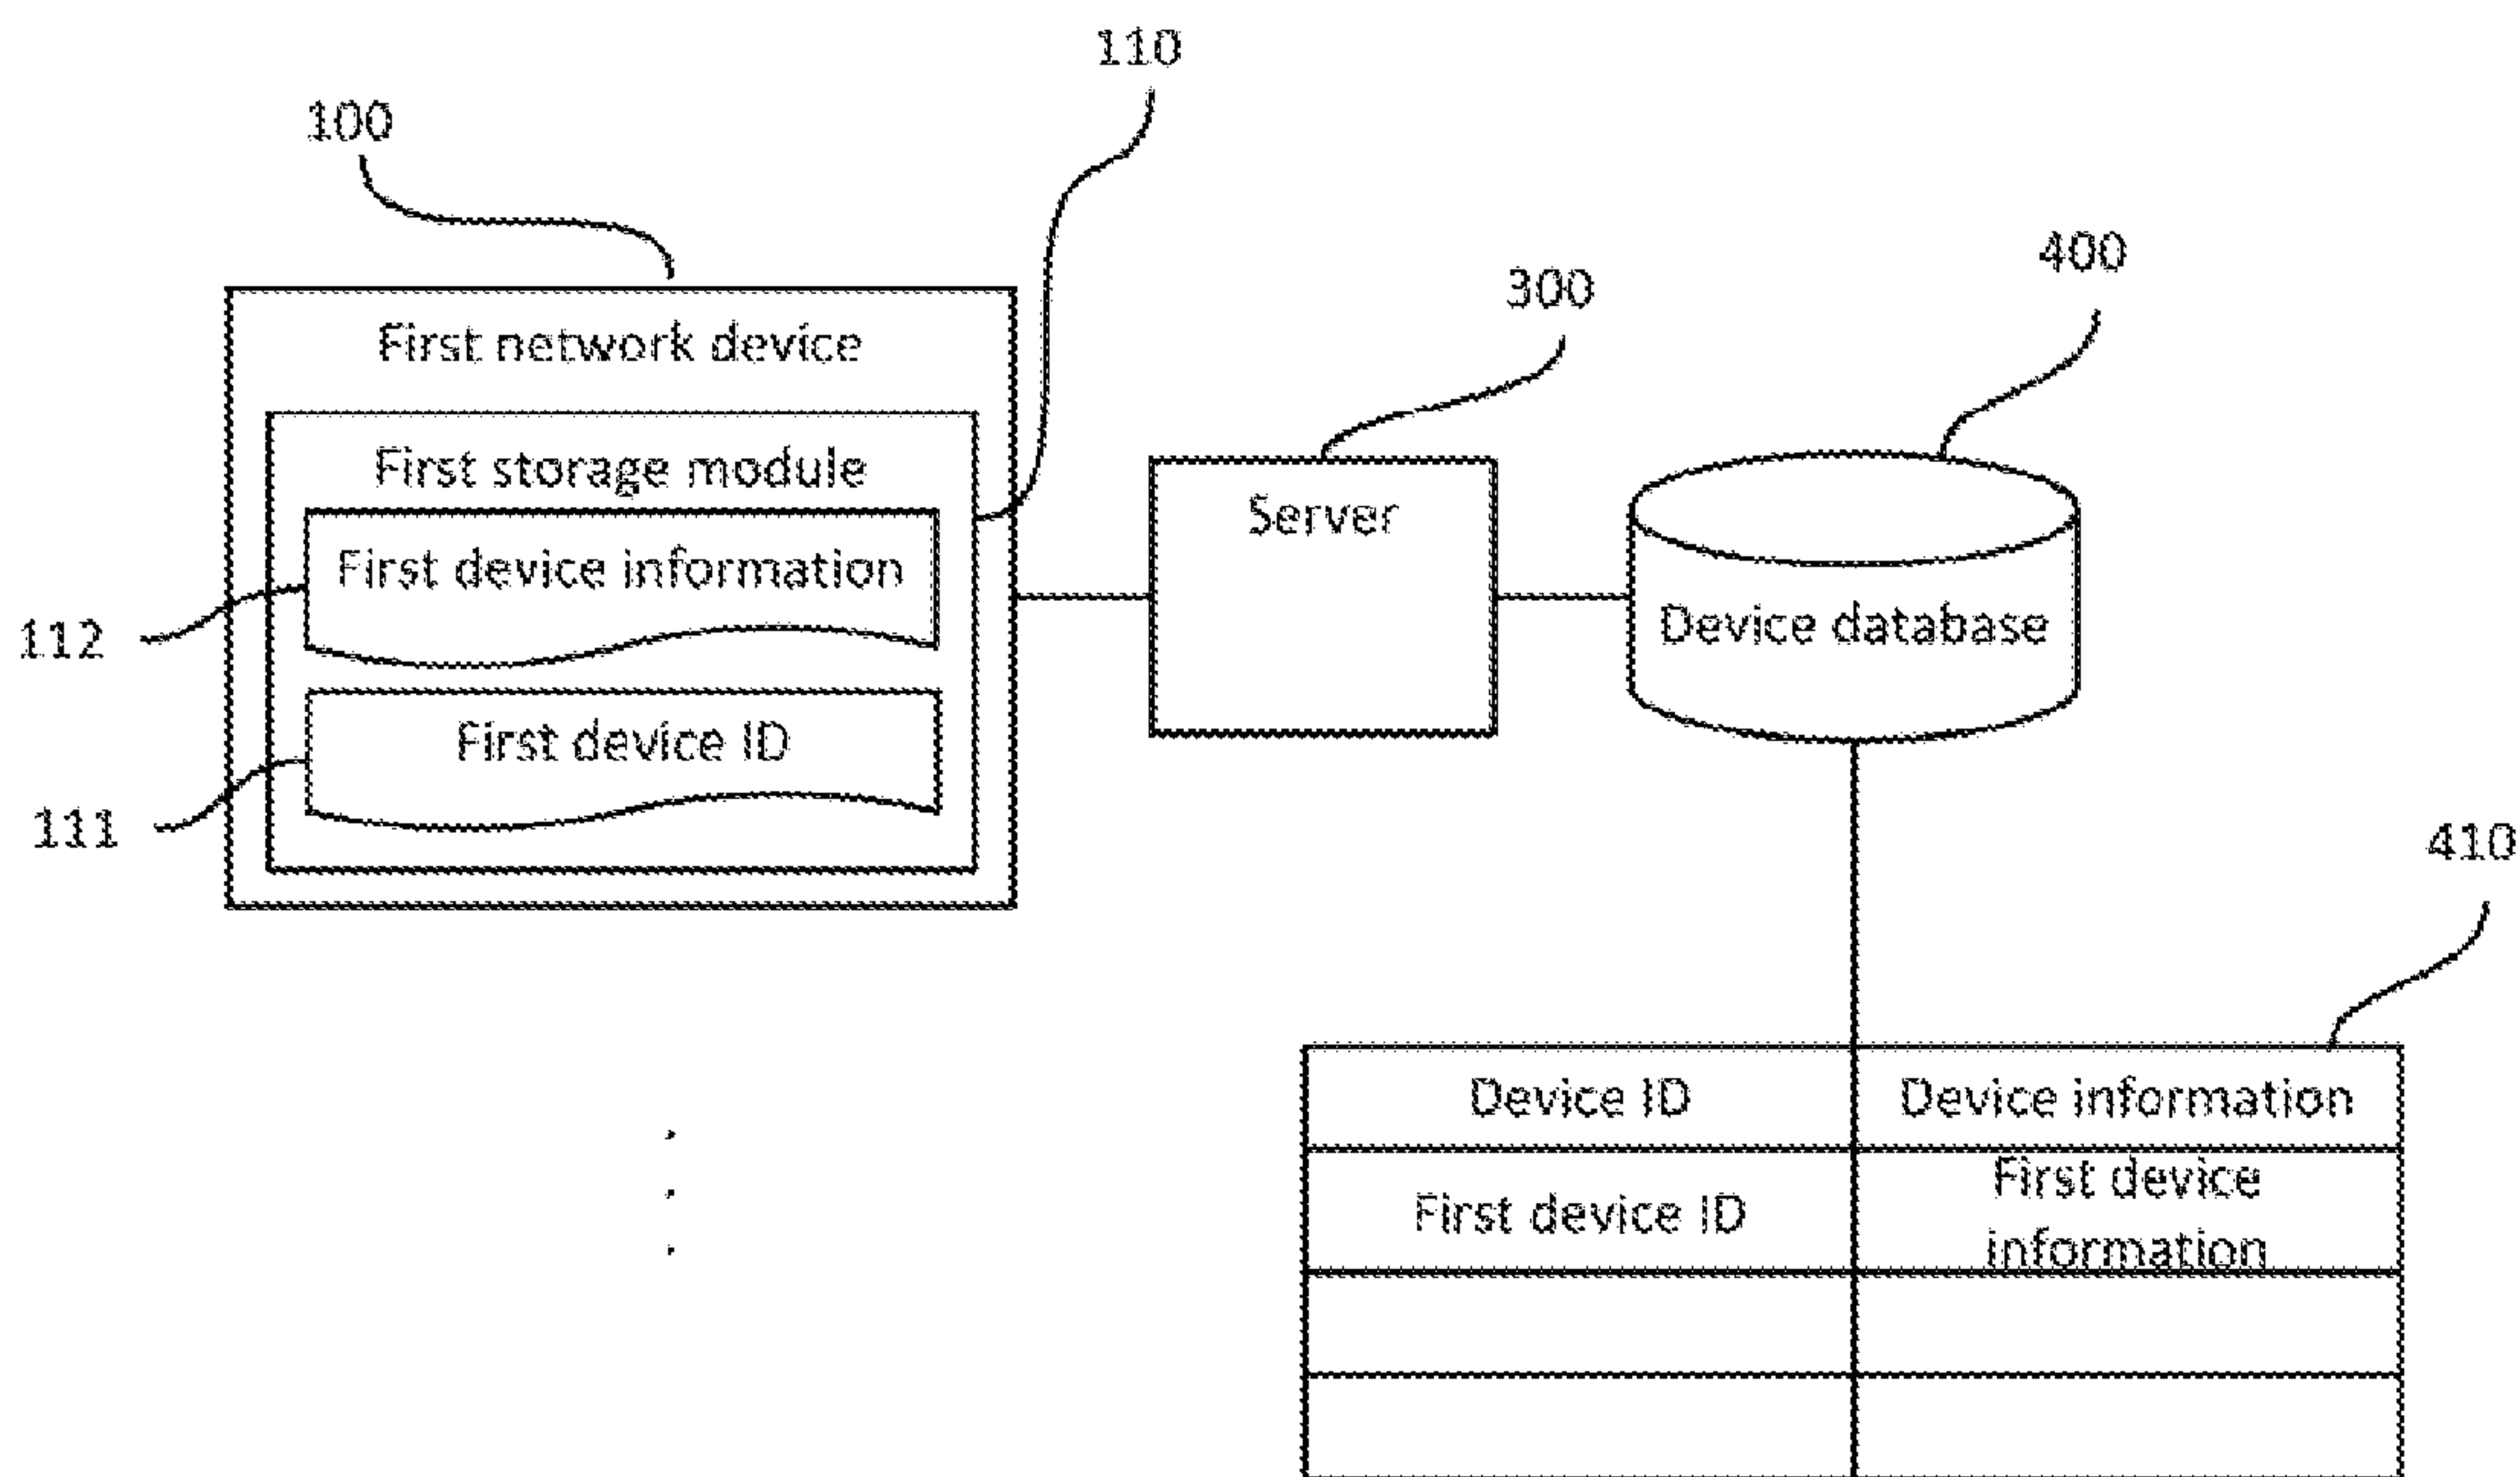 110
100
400
300
First network device
First storage module
Server
First device information
Device database
112
First device ID
111
410
Device ID
Device information
First device ID
First device
information